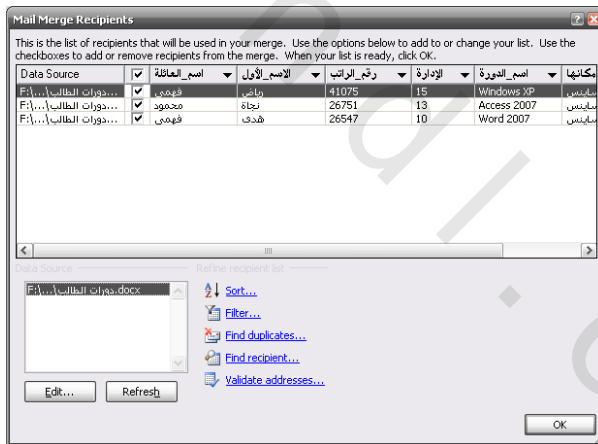 Mail Merge Recipients
This is the list of recipients that will be used in your merge. Use the options below to add to or change your list. Use the
checkboxes to add or remove recipients from the merge. When your list is ready, click OK.
Data Source اسم_العائلة الاسم_الأول رقم_الراتب الإدارة اسم_الدورة مكانها
F:\...\دورات الطالب... فهمي رياض 41075 15 Windows XP ساينس
F:\...\دورات الطالب... محمود نجاة 26751 13 Access 2007 ساينس
F:\...\دورات الطالب... فهمي هدى 26547 10 Word 2007 ساينس
Data Source
Refine recipient list
F:\...\دورات الطالب.docx
Sort...
Filter...
Find duplicates...
Find recipient...
Validate addresses...
Edit... Refresh
OK